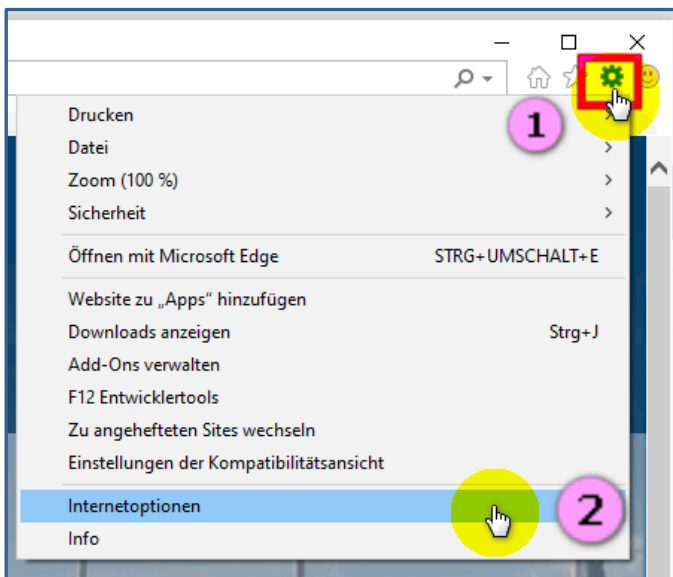 1
Drucken
Datei
Zoom (100 %)
Sicherheit
Öffnen mit Microsoft Edge STRG+UMSCHALT+E
Website zu „Apps“ hinzufügen
Downloads anzeigen Strg+J
Add-Ons verwalten
F12 Entwicklertools
Zu angehefteten Sites wechseln
Einstellungen der Kompatibilitätsansicht
Internetoptionen 2
Info